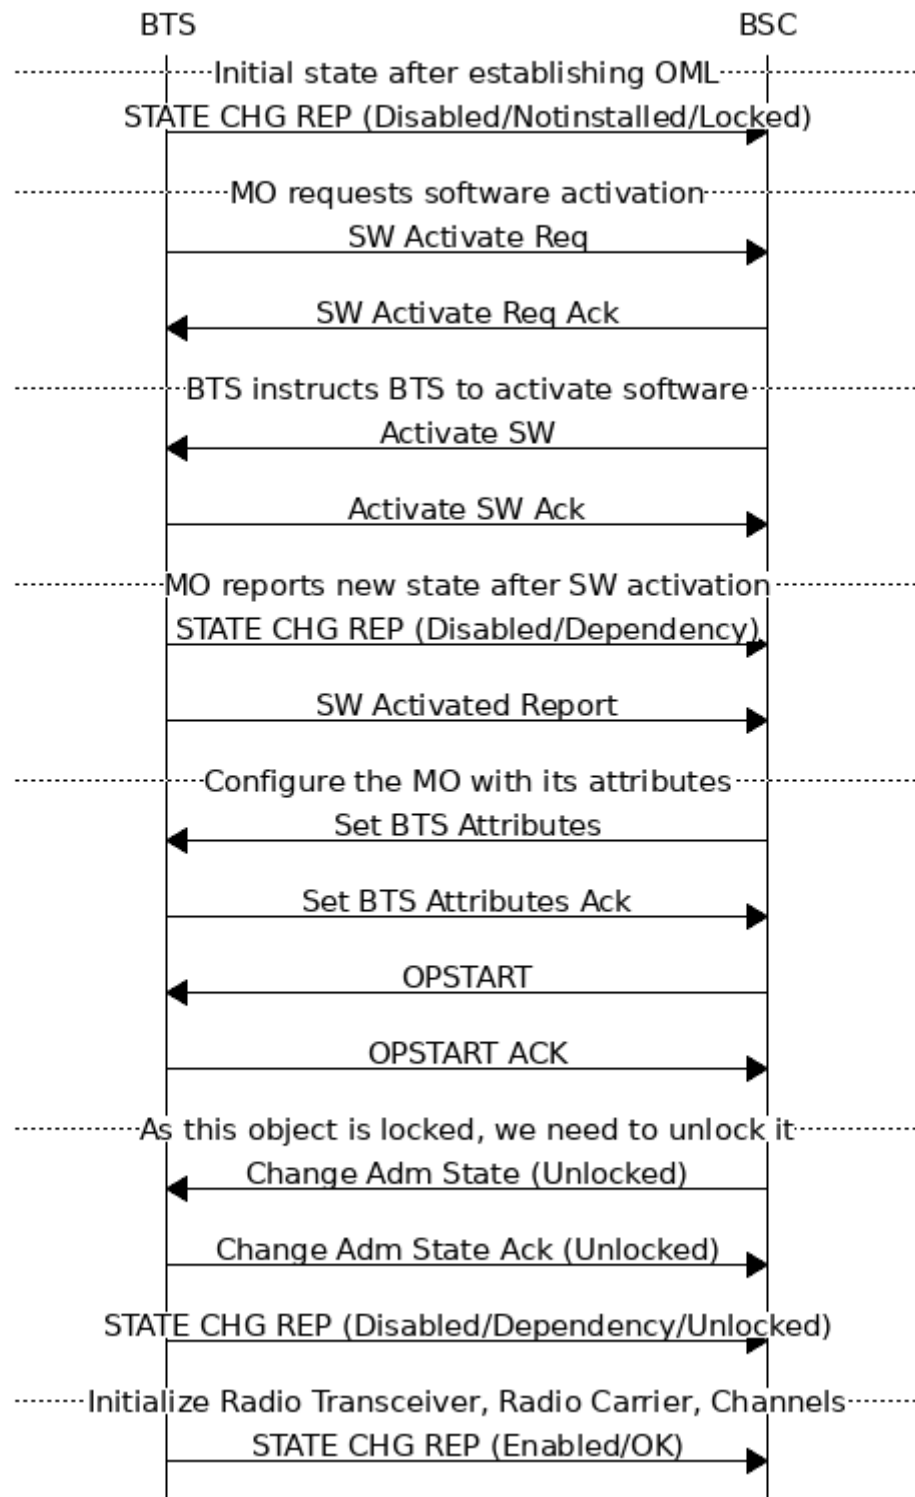 BTS BSC
Initial state after establishing OML
STATE CHG REP (Disabled/Notinstalled/Locked)
MO requests software activation
SW Activate Req
SW Activate Req Ack
BTS instructs BTS to activate software
Activate SW
Activate SW Ack
MO reports new state after SW activation
STATE CHG REP (Disabled/Dependency)
SW Activated Report
Configure the MO with its attributes
Set BTS Attributes
Set BTS Attributes Ack
OPSTART
OPSTART ACK
As this object is locked, we need to unlock it
Change Adm State (Unlocked)
Change Adm State Ack (Unlocked)
STATE CHG REP (Disabled/Dependency/Unlocked)
Initialize Radio Transceiver, Radio Carrier, Channels
STATE CHG REP (Enabled/OK)